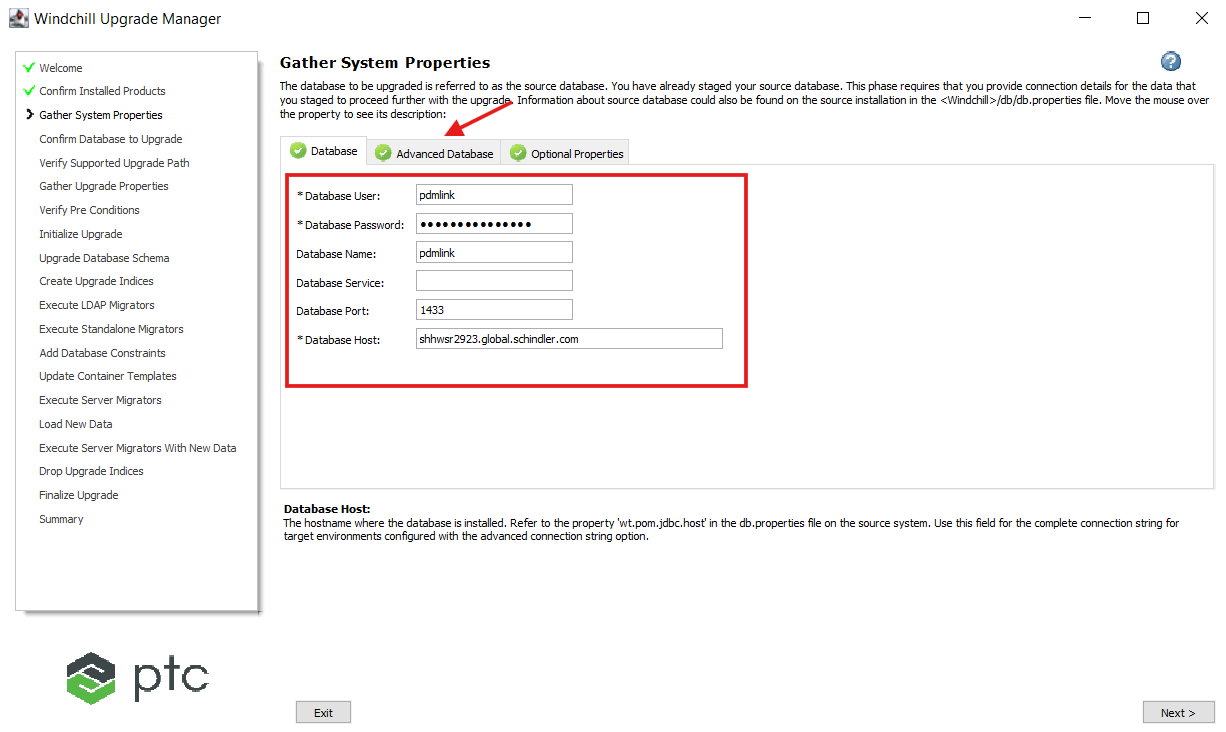 Windchill Upgrade Manager
Welcome
Confirm Installed Products
Gather System Properties
Confirm Database to Upgrade
Verify Supported Upgrade Path
Gather Upgrade Properties
Verify Pre Conditions
Initialize Upgrade
Upgrade Database Schema
Create Upgrade Indices
Execute LDAP Migrators
Execute Standalone Migrators
Add Database Constraints
Update Container Templates
Execute Server Migrators
Load New Data
Execute Server Migrators With New Data
Drop Upgrade Indices
Finalize Upgrade
Summary
ptc
Gather System Properties
?
The database to be upgraded is referred to as the source database. You have already staged your source database. This phase requires that you provide connection details for the data that
you staged to proceed further with the upgrade. Information about source database could also be found on the source installation in the <Windchill>/db/db.properties file. Move the mouse over
the property to see its description:
Database Advanced Database Optional Properties
* Database User: pdmlink
* Database Password: ●●●●●●●●●●●●●●●
Database Name: pdmlink
Database Service:
Database Port: 1433
* Database Host: shhwsr2923.global.schindler.com
Database Host:
The hostname where the database is installed. Refer to the property 'wt.pom.jdbc.host' in the db.properties file on the source system. Use this field for the complete connection string for
target environments configured with the advanced connection string option.
Exit Next >